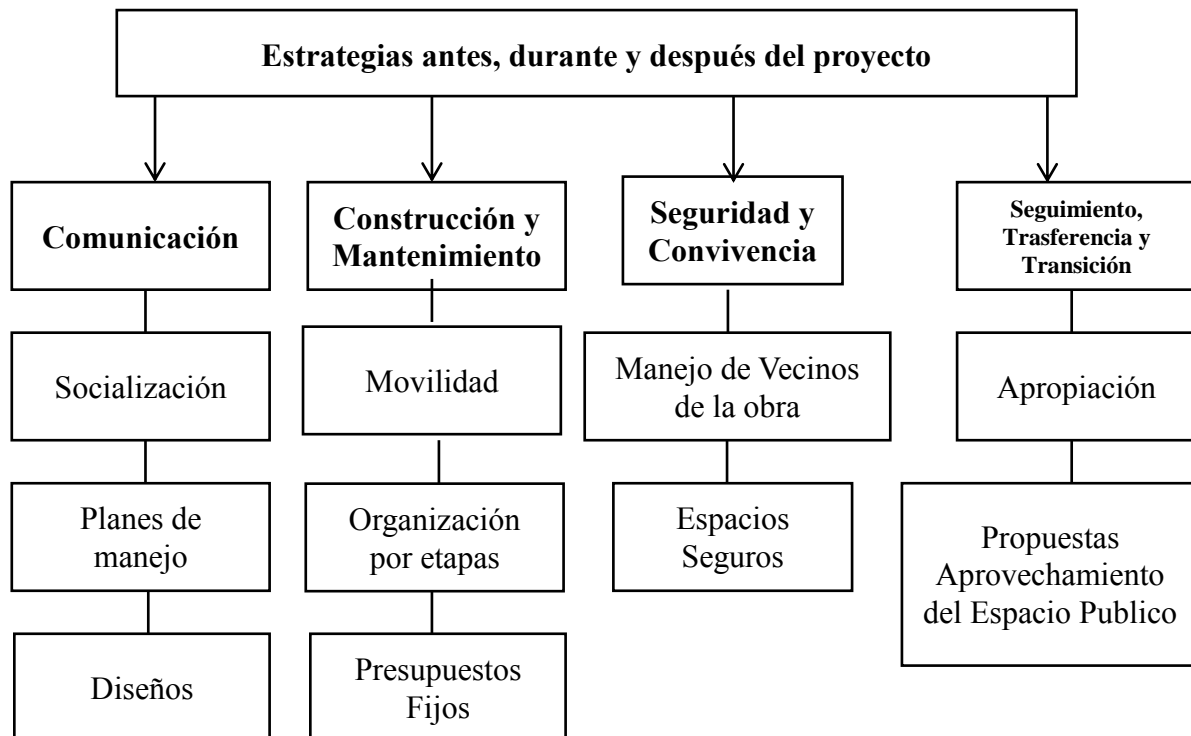 Estrategias antes, durante y después del proyecto
Comunicación
Socialización
Planes de
manejo
Diseños
Construcción y
Mantenimiento
Movilidad
Organización
por etapas
Presupuestos
Fijos
Seguridad y
Convivencia
Manejo de Vecinos
de la obra
Espacios
Seguros
Seguimiento,
Trasferencia y
Transición
Apropiación
Propuestas
Aprovechamiento
del Espacio Publico